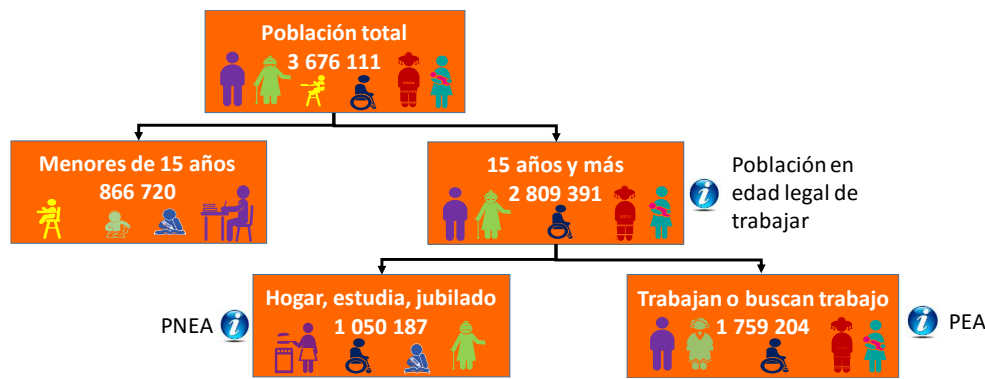 Población total
3 676 111
Menores de 15 años
866 720
15 años y más
2 809 391
Población en
edad legal de
trabajar
PNEA
Hogar, estudia, jubilado
1 050 187
Trabajan o buscan trabajo
1 759 204
PEA